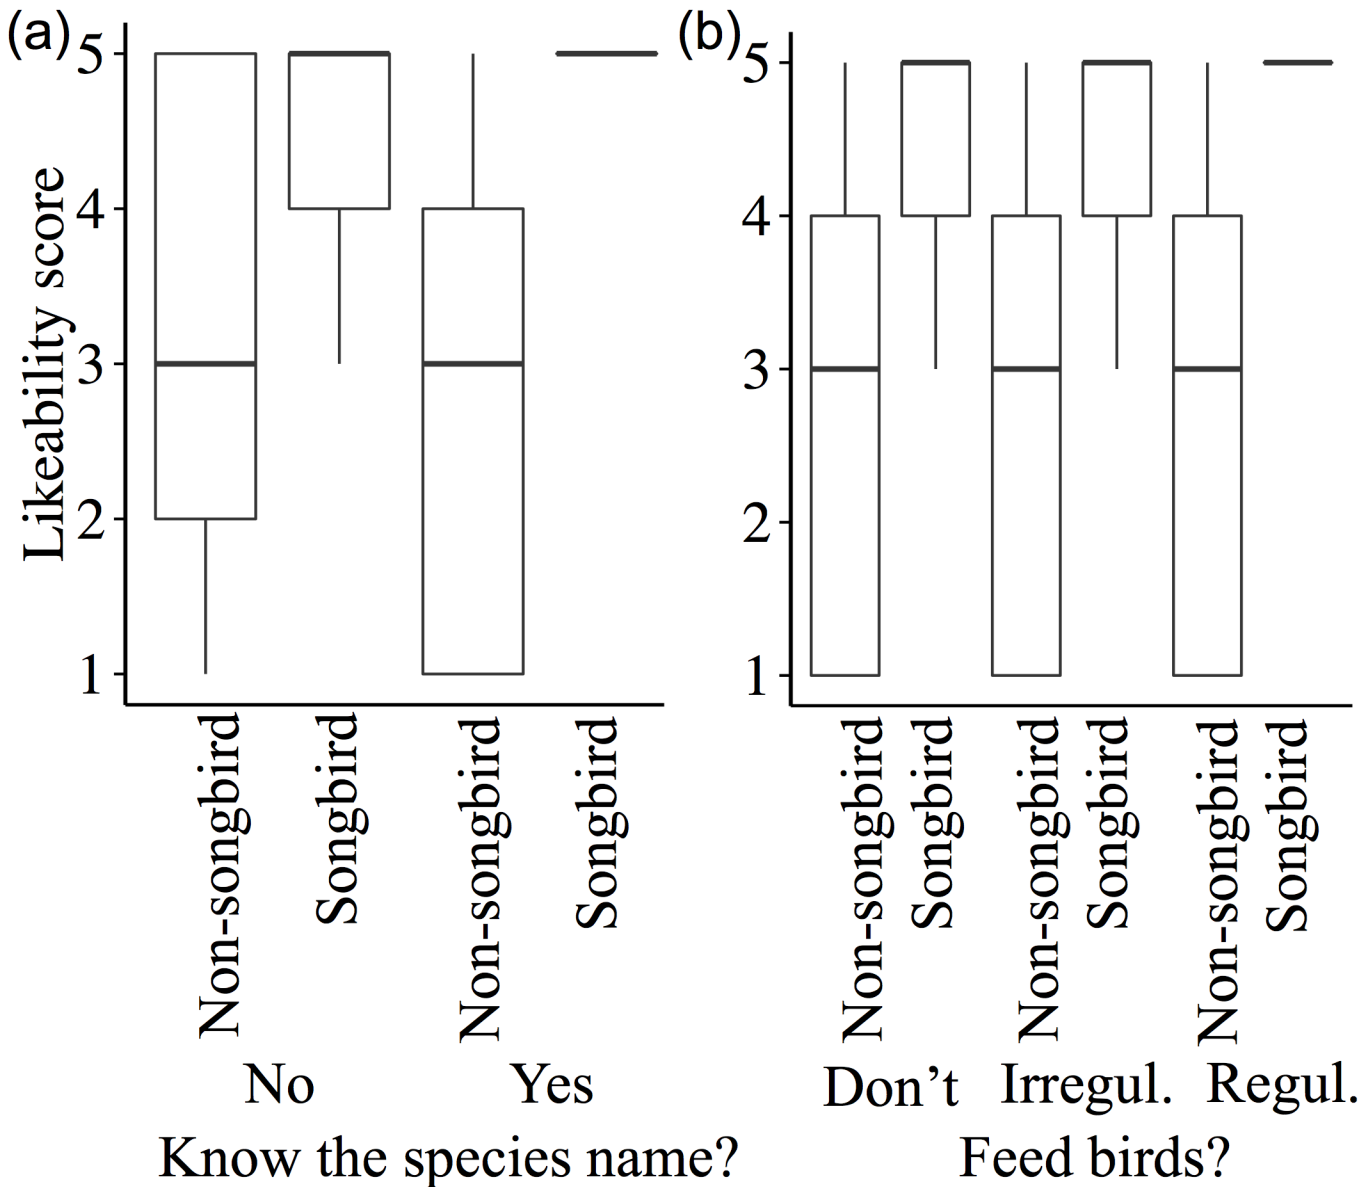 (a)
Likeability score
5
4
3
2
1
Non-songbird
Songbird
Non-songbird
Songbird
No
Yes
Know the species name?
(b)
5
4
3
2
1
Non-songbird
Songbird
Non-songbird
Songbird
Non-songbird
Songbird
Don’t
Irregul.
Regul.
Feed birds?